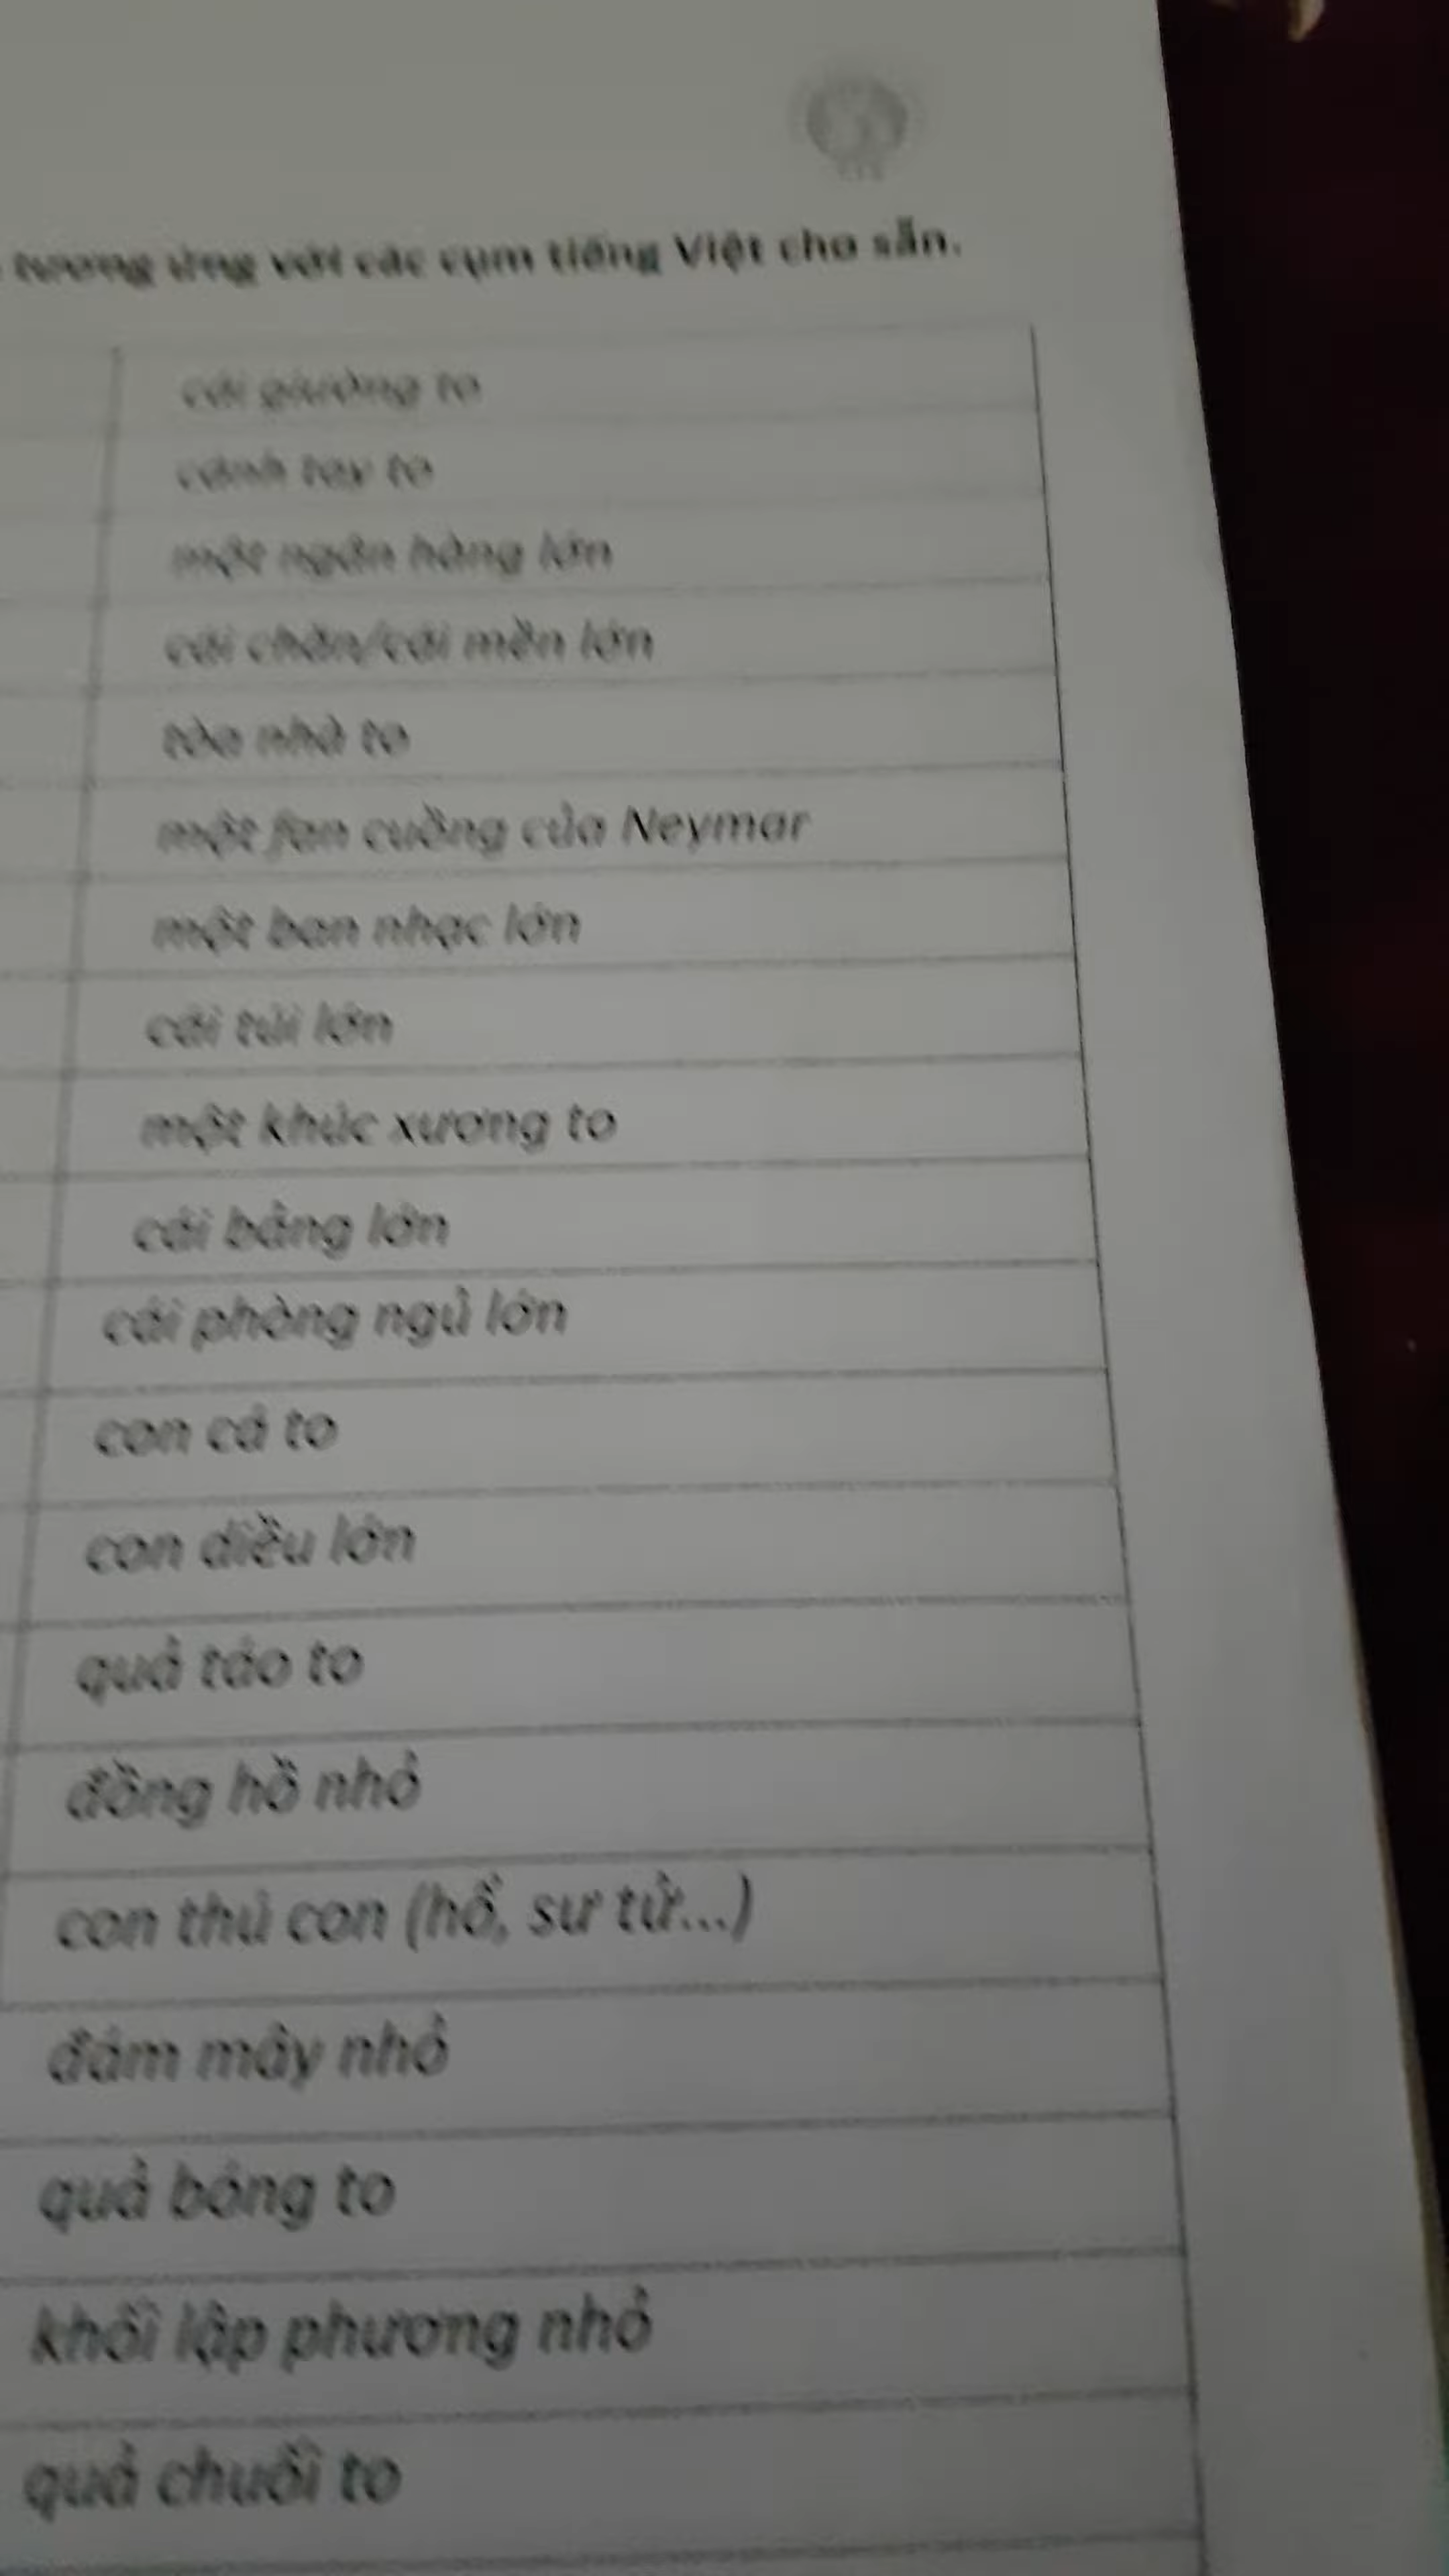 tương ứng với các cụm tiếng Việt cho sẵn.
cái giường to
cánh tay to
một ngân hàng lớn
cái chăn/cái mền lớn
tòa nhà to
một fan cuồng của Neymar
một ban nhạc lớn
cái túi lớn
một khúc xương to
cái bảng lớn
cái phòng ngủ lớn
con cá to
con diều lớn
quả táo to
đồng hồ nhỏ
con thú con (hổ, sư tử...)
đám mây nhỏ
quả bóng to
khối lập phương nhỏ
quả chuối to